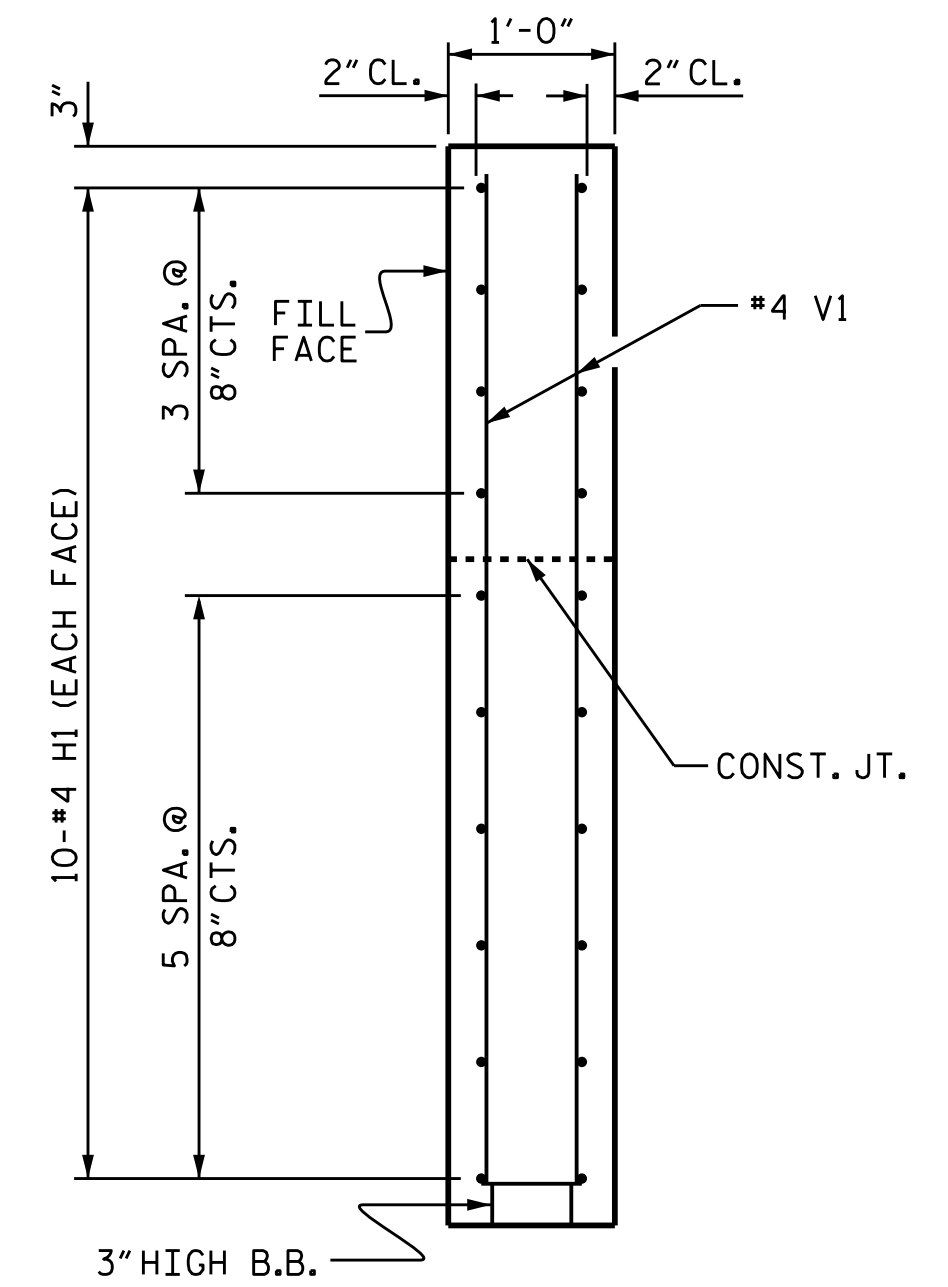 1'-0"
2" CL.
2" CL.
3"
3 SPA. @
8" CTS.
FILL
FACE
#4 V1
10-#4 H1 (EACH FACE)
CONST. JT.
5 SPA. @
8" CTS.
3" HIGH B.B.